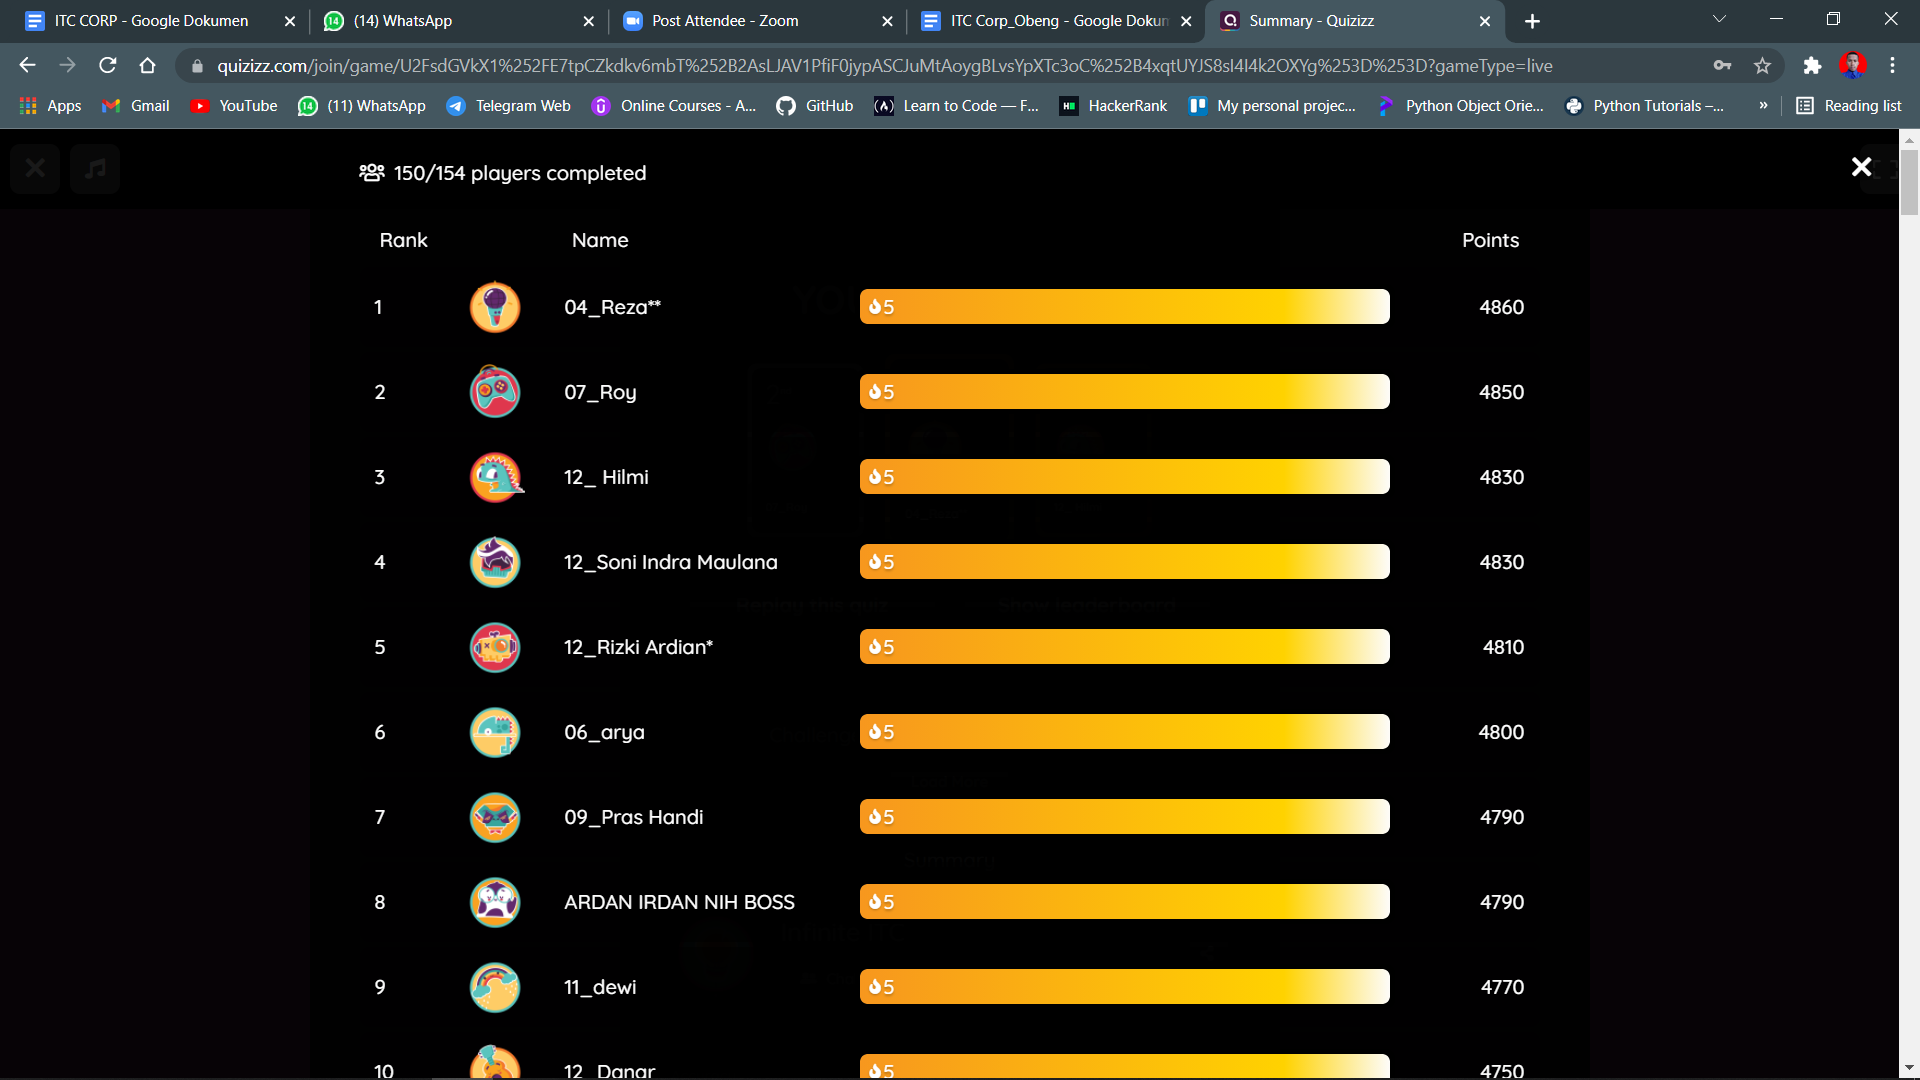 ITC CORP - Google Dokumen
(14) WhatsApp
Post Attendee - Zoom
ITC Corp_Obeng - Google Dokum
Summary - Quizizz
quizizz.com/join/game/U2FsdGVkX1%252FE7tpCZkdkv6mbT%252B2AsLJAV1PfiF0jypASCJuMtAoygBLvsYpXTc3oC%252B4xqtUYJS8sl4I4k2OXYg%253D%253D?gameType=live
Apps
Gmail
YouTube
14 (11) WhatsApp
Telegram Web
Online Courses - A...
GitHub
Learn to Code — F...
HackerRank
My personal projec...
Python Object Orie...
Python Tutorials –...
»
Reading list
150/154 players completed
Rank Name Points
1 04_Reza** 5 4860
2 07_Roy 5 4850
3 12_ Hilmi 5 4830
4 12_Soni Indra Maulana 5 4830
5 12_Rizki Ardian* 5 4810
6 06_arya 5 4800
7 09_Pras Handi 5 4790
8 ARDAN IRDAN NIH BOSS 5 4790
9 11_dewi 5 4770
10 12_Danar 5 4750